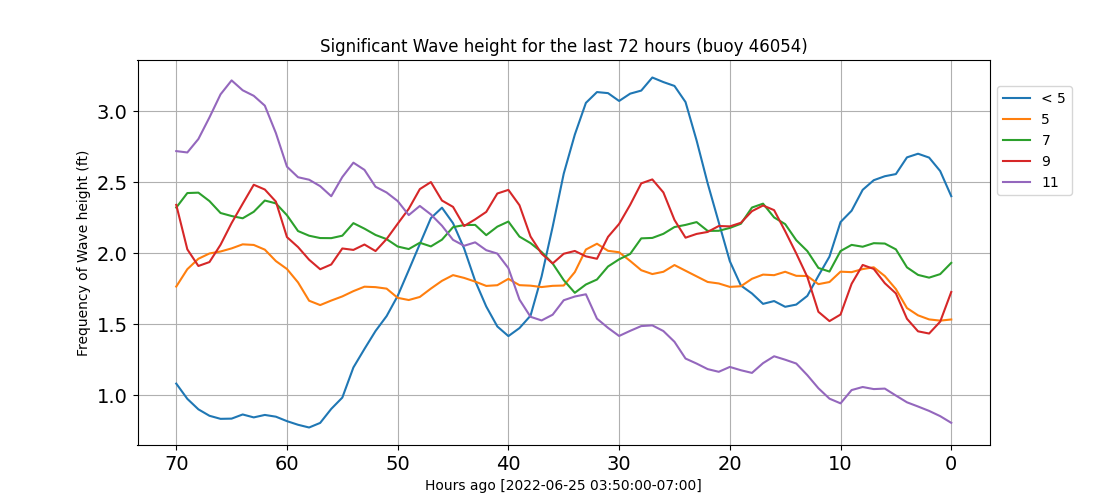 Significant Wave height for the last 72 hours (buoy 46054)
Frequency of Wave height (ft)
3.0
2.5
2.0
1.5
1.0
70 60 50 40 30 20 10 0
Hours ago [2022-06-25 03:50:00-07:00]
< 5
5
7
9
11